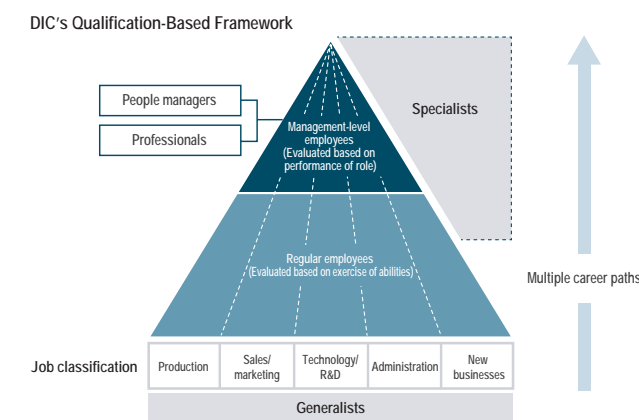 DIC's Qualification-Based Framework
People managers
Professionals
Management-level
employees
(Evaluated based on
performance of role)
Specialists
Regular employees
(Evaluated based on exercise of abilities)
Multiple career paths
Job classification
Production
Sales/
marketing
Technology/
R&D
Administration
New
businesses
Generalists